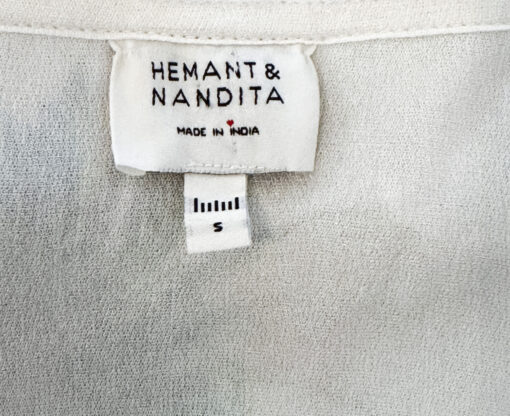 HEMANT &
NANDITA
MADE IN INDIA
S